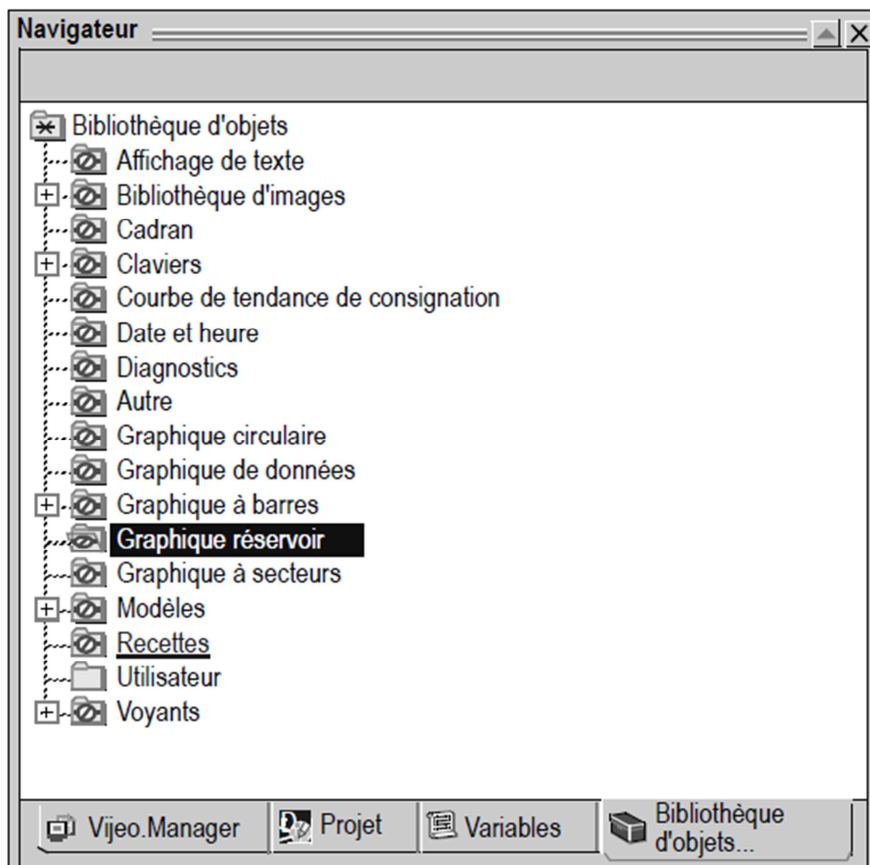 Navigateur
Bibliothèque d'objets
Affichage de texte
Bibliothèque d'images
Cadran
Claviers
Courbe de tendance de consignation
Date et heure
Diagnostics
Autre
Graphique circulaire
Graphique de données
Graphique à barres
Graphique réservoir
Graphique à secteurs
Modèles
Recettes
Utilisateur
Voyants
Vijeo.Manager
Projet
Variables
Bibliothèque
d'objets...